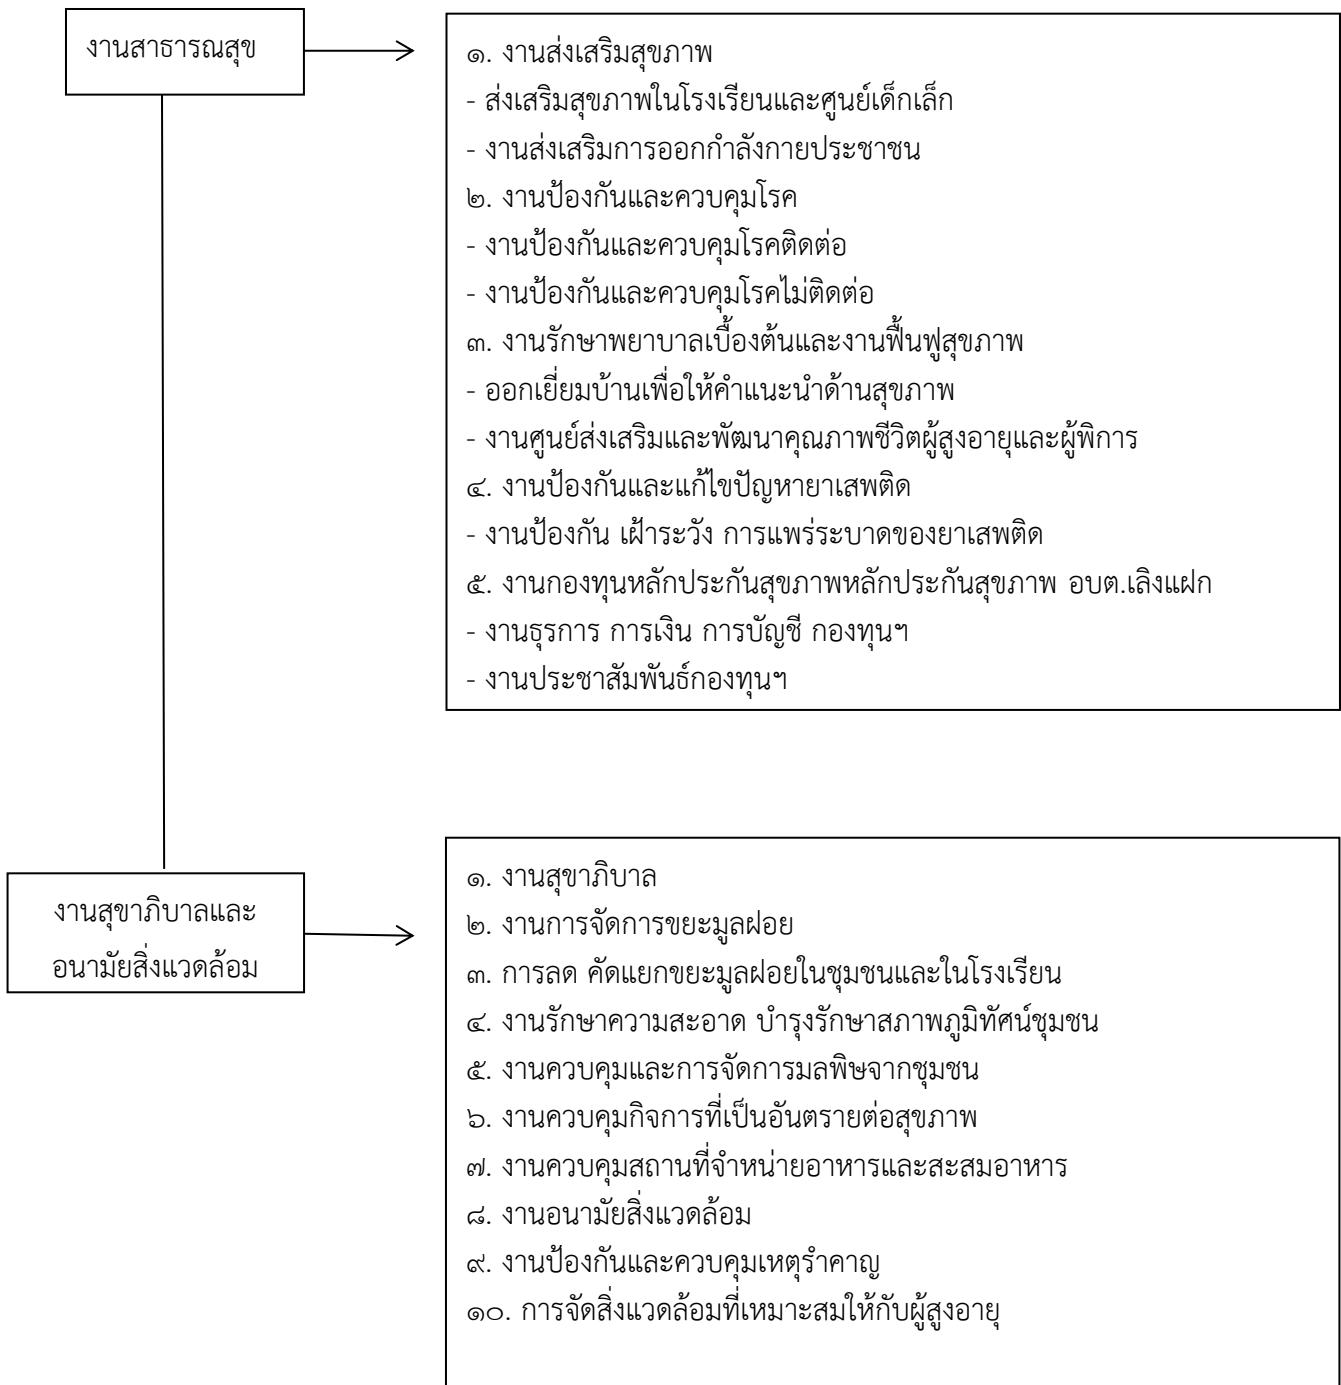 งานสาธารณสุข
๑. งานส่งเสริมสุขภาพ
- ส่งเสริมสุขภาพในโรงเรียนและศูนย์เด็กเล็ก
- งานส่งเสริมการออกกำลังกายประชาชน
๒. งานป้องกันและควบคุมโรค
- งานป้องกันและควบคุมโรคติดต่อ
- งานป้องกันและควบคุมโรคไม่ติดต่อ
๓. งานรักษาพยาบาลเบื้องต้นและงานฟื้นฟูสุขภาพ
- ออกเยี่ยมบ้านเพื่อให้คำแนะนำด้านสุขภาพ
- งานศูนย์ส่งเสริมและพัฒนาคุณภาพชีวิตผู้สูงอายุและผู้พิการ
๔. งานป้องกันและแก้ไขปัญหายาเสพติด
- งานป้องกัน เฝ้าระวัง การแพร่ระบาดของยาเสพติด
๕. งานกองทุนหลักประกันสุขภาพหลักประกันสุขภาพ อบต.เลิงแฝก
- งานธุรการ การเงิน การบัญชี กองทุนฯ
- งานประชาสัมพันธ์กองทุนฯ
งานสุขาภิบาลและ
อนามัยสิ่งแวดล้อม
๑. งานสุขาภิบาล
๒. งานการจัดการขยะมูลฝอย
๓. การลด คัดแยกขยะมูลฝอยในชุมชนและในโรงเรียน
๔. งานรักษาความสะอาด บำรุงรักษาสภาพภูมิทัศน์ชุมชน
๕. งานควบคุมและการจัดการมลพิษจากชุมชน
๖. งานควบคุมกิจการที่เป็นอันตรายต่อสุขภาพ
๗. งานควบคุมสถานที่จำหน่ายอาหารและสะสมอาหาร
๘. งานอนามัยสิ่งแวดล้อม
๙. งานป้องกันและควบคุมเหตุรำคาญ
๑๐. การจัดสิ่งแวดล้อมที่เหมาะสมให้กับผู้สูงอายุ